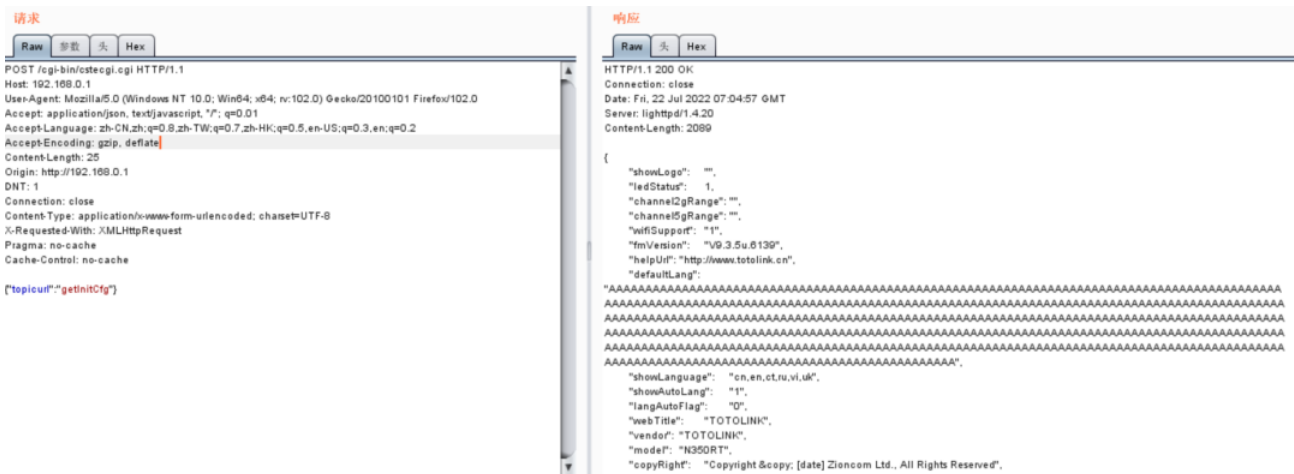 请求
Raw 参数 头 Hex
POST /cgi-bin/cstecgi.cgi HTTP/1.1
Host: 192.168.0.1
User-Agent: Mozilla/5.0 (Windows NT 10.0; Win64; x64; rv:102.0) Gecko/20100101 Firefox/102.0
Accept: application/json, text/javascript, */*; q=0.01
Accept-Language: zh-CN,zh;q=0.8,zh-TW;q=0.7,zh-HK;q=0.5,en-US;q=0.3,en;q=0.2
Accept-Encoding: gzip, deflate
Content-Length: 25
Origin: http://192.168.0.1
DNT: 1
Connection: close
Content-Type: application/x-www-form-urlencoded; charset=UTF-8
X-Requested-With: XMLHttpRequest
Pragma: no-cache
Cache-Control: no-cache
{"topicurl":"getInitCfg"}
响应
Raw 头 Hex
HTTP/1.1 200 OK
Connection: close
Date: Fri, 22 Jul 2022 07:04:57 GMT
Server: lighttpd/1.4.20
Content-Length: 2089
{
"showLogo": "",
"ledStatus": 1,
"channel2gRange": "",
"channel5gRange": "",
"wifiSupport": "1",
"fmVersion": "V9.3.5u.6139",
"helpUrl": "http://www.totolink.cn",
"defaultLang":
"showLanguage": "cn,en,ct,ru,vi,uk",
"showAutoLang": "1",
"langAutoFlag": "0",
"webTitle": "TOTOLINK",
"vendor": "TOTOLINK",
"model": "N350RT",
"copyRight": "Copyright &copy; [date] Zioncom Ltd., All Rights Reserved",